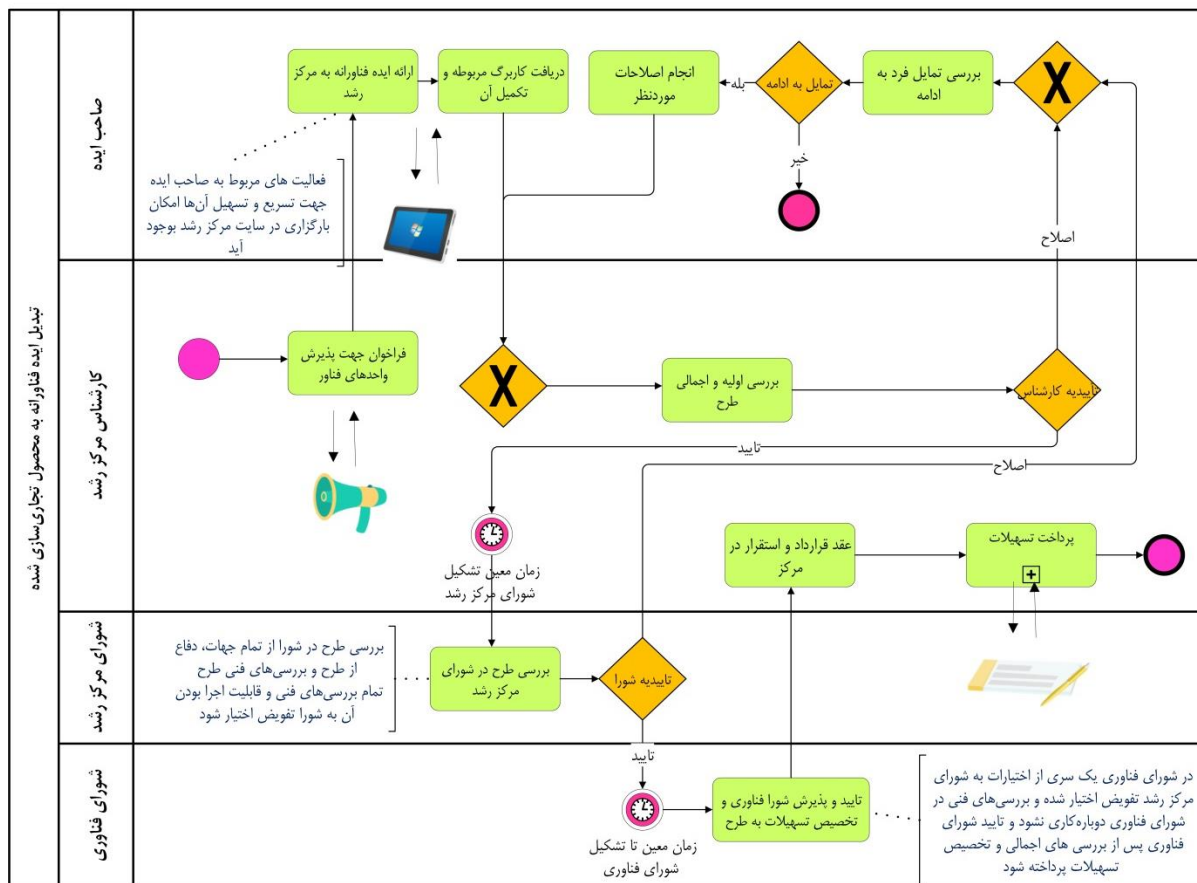 تبدیل ایده فناورانه به محصول تجاری‌سازی شده
صاحب ایده
ارائه ایده فناورانه به مرکز
رشد
دریافت کاربرگ مربوطه و
تکمیل آن
انجام اصلاحات
موردنظر
بله
تمایل به ادامه
خیر
بررسی تمایل فرد به
ادامه
X
فعالیت های مربوط به صاحب ایده
جهت تسریع و تسهیل آن‌ها امکان
بارگزاری در سایت مرکز رشد بوجود
آید
اصلاح
کارشناس مرکز رشد
فراخوان جهت پذیرش
واحدهای فناور
X
بررسی اولیه و اجمالی
طرح
تاییدیه کارشناس
تایید
اصلاح
زمان معین تشکیل
شورای مرکز رشد
عقد قرارداد و استقرار در
مرکز
پرداخت تسهیلات
شورای مرکز رشد
بررسی طرح در شورا از تمام جهات، دفاع
از طرح و بررسی‌های فنی طرح
تمام بررسی‌های فنی و قابلیت اجرا بودن
آن به شورا تفویض اختیار شود
بررسی طرح در شورای
مرکز رشد
تاییدیه شورا
تایید
شورای فناوری
زمان معین تا تشکیل
شورای فناوری
تایید و پذیرش شورا فناوری و
تخصیص تسهیلات به طرح
در شورای فناوری یک سری از اختیارات به شورای
مرکز رشد تفویض اختیار شده و بررسی‌های فنی در
شورای فناوری دوباره‌کاری نشود و تایید شورای
فناوری پس از بررسی های اجمالی و تخصیص
تسهیلات پرداخته شود